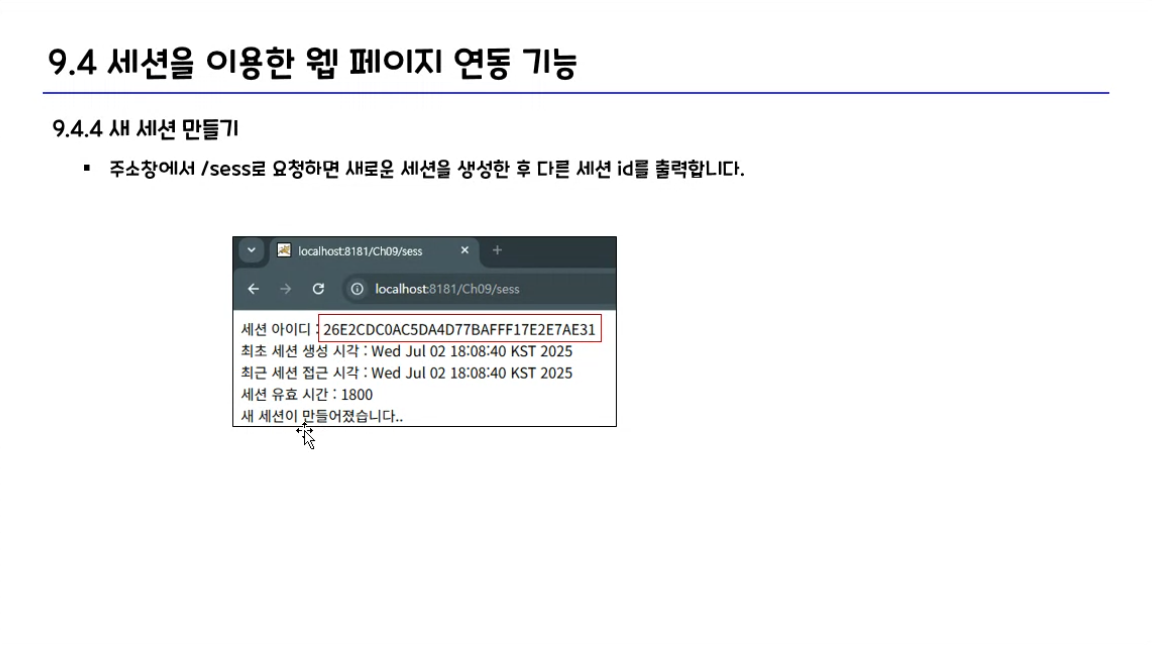 9.4 세션을 이용한 웹 페이지 연동 기능
9.4.4 새 세션 만들기
▪ 주소창에서 /sess로 요청하면 새로운 세션을 생성한 후 다른 세션 id를 출력합니다.
localhost:8181/Ch09/sess
localhost:8181/Ch09/sess
세션 아이디 : 26E2CDC0AC5DA4D77BAFFF17E2E7AE31
최초 세션 생성 시각 : Wed Jul 02 18:08:40 KST 2025
최근 세션 접근 시각 : Wed Jul 02 18:08:40 KST 2025
세션 유효 시간 : 1800
새 세션이 만들어졌습니다..